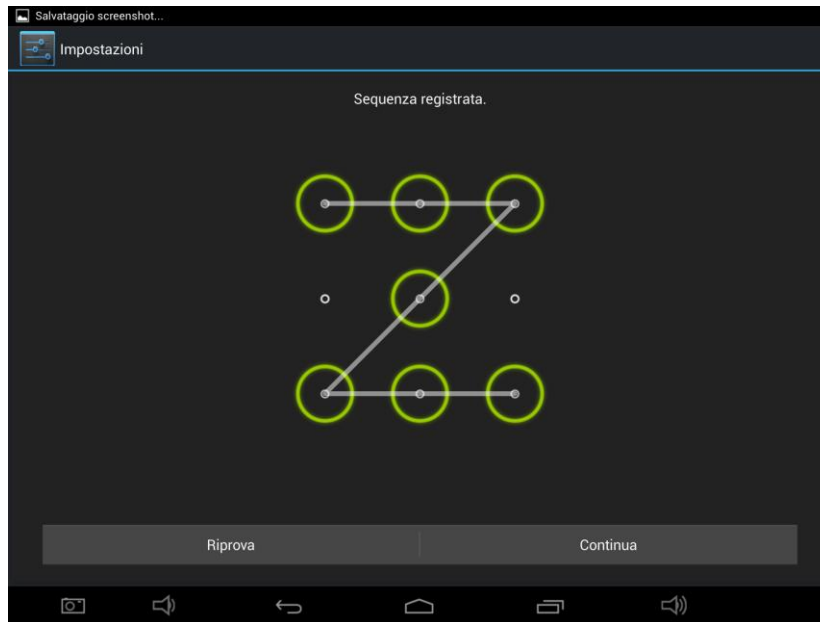 Salvataggio screenshot...
Impostazioni
Sequenza registrata.
Riprova
Continua